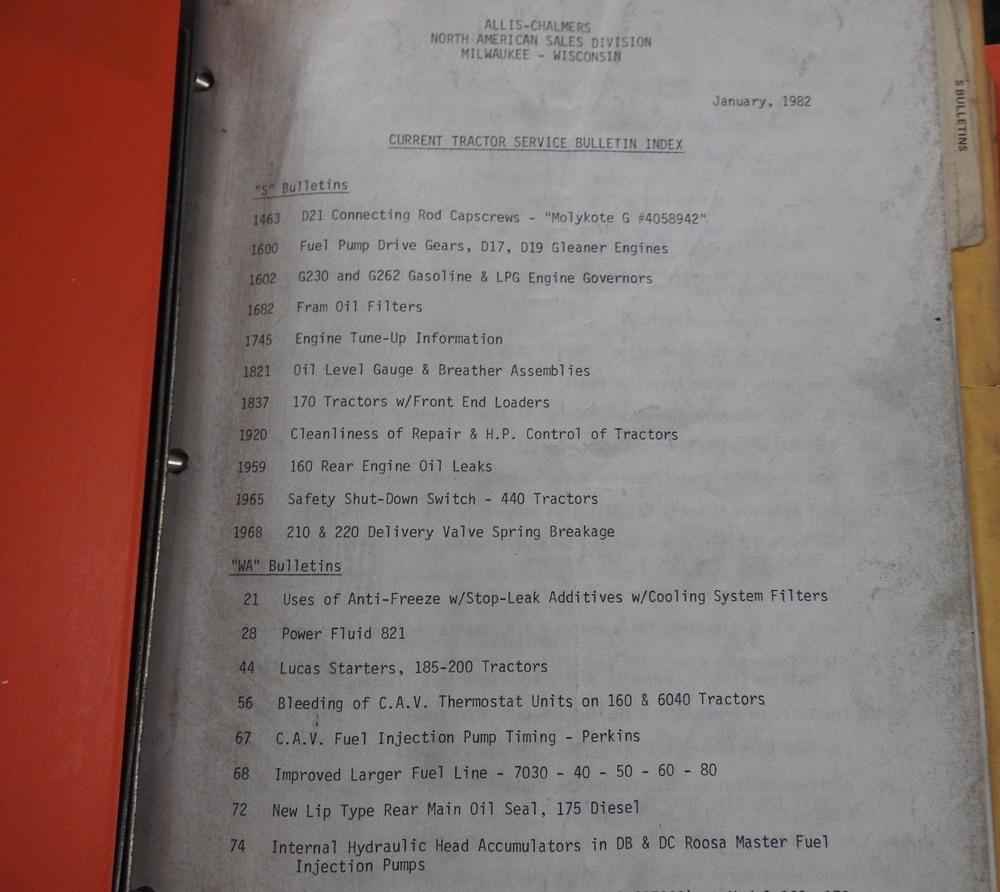 ALLIS-CHALMERS
NORTH AMERICAN SALES DIVISION
MILWAUKEE - WISCONSIN
January, 1982
CURRENT TRACTOR SERVICE BULLETIN INDEX
"S" Bulletins
1463 D21 Connecting Rod Capscrews - "Molykote G #4058942"
1600 Fuel Pump Drive Gears, D17, D19 Gleaner Engines
1602 G230 and G262 Gasoline & LPG Engine Governors
1682 Fram Oil Filters
1745 Engine Tune-Up Information
1821 Oil Level Gauge & Breather Assemblies
1837 170 Tractors w/Front End Loaders
1920 Cleanliness of Repair & H.P. Control of Tractors
1959 160 Rear Engine Oil Leaks
1965 Safety Shut-Down Switch - 440 Tractors
1968 210 & 220 Delivery Valve Spring Breakage
"WA" Bulletins
21 Uses of Anti-Freeze w/Stop-Leak Additives w/Cooling System Filters
28 Power Fluid 821
44 Lucas Starters, 185-200 Tractors
56 Bleeding of C.A.V. Thermostat Units on 160 & 6040 Tractors
67 C.A.V. Fuel Injection Pump Timing - Perkins
68 Improved Larger Fuel Line - 7030 - 40 - 50 - 60 - 80
72 New Lip Type Rear Main Oil Seal, 175 Diesel
74 Internal Hydraulic Head Accumulators in DB & DC Roosa Master Fuel
Injection Pumps
S BULLETINS